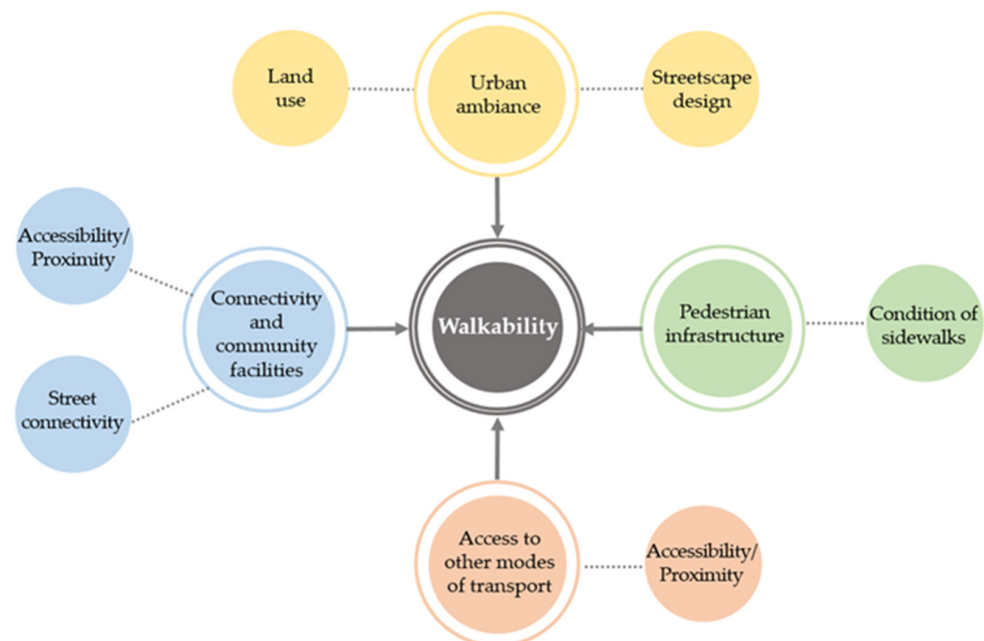 Land
use
Urban
ambiance
Streetscape
design
Accessibility/
Proximity
Connectivity
and
community
facilities
Street
connectivity
Walkability
Pedestrian
infrastructure
Condition of
sidewalks
Access to
other modes
of transport
Accessibility/
Proximity